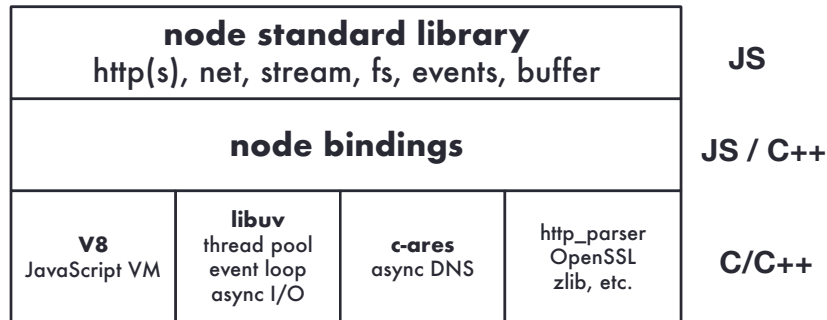 node standard library
http(s), net, stream, fs, events, buffer
JS
node bindings
JS / C++
V8
JavaScript VM
libuv
thread pool
event loop
async I/O
c-ares
async DNS
http_parser
OpenSSL
zlib, etc.
C/C++